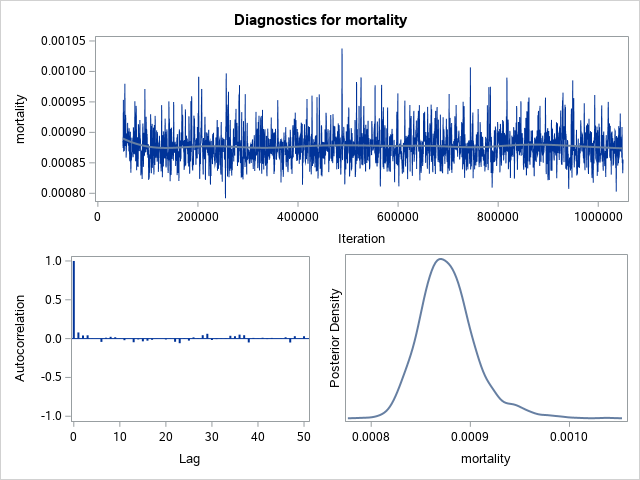 Diagnostics for mortality
mortality
0.00105
0.00100
0.00095
0.00090
0.00085
0.00080
0 200000 400000 600000 800000 1000000
Iteration
Autocorrelation
1.0
0.5
0.0
-0.5
-1.0
0 10 20 30 40 50
Lag
Posterior Density
0.0008 0.0009 0.0010
mortality